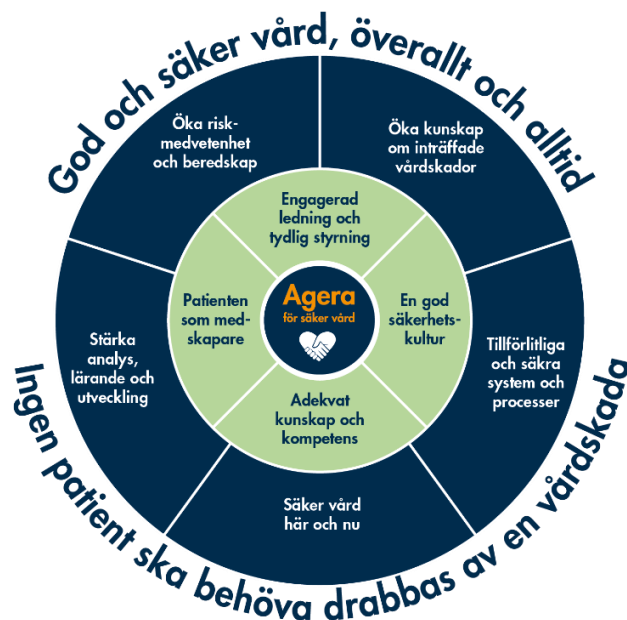 God och säker vård, överallt och alltid
Öka risk-
medvetenhet
och beredskap
Öka kunskap
om inträffade
vårdskador
Engagerad
ledning och
tydlig styrning
Patienten
som med-
skapare
Agera
för säker vård
En god
säkerhets-
kultur
Stärka
analys,
lärande och
utveckling
Tillförlitliga
och säkra
system och
processer
Adekvat
kunskap och
kompetens
Säker vård
här och nu
Ingen patient ska behöva drabbas av en vårdskada